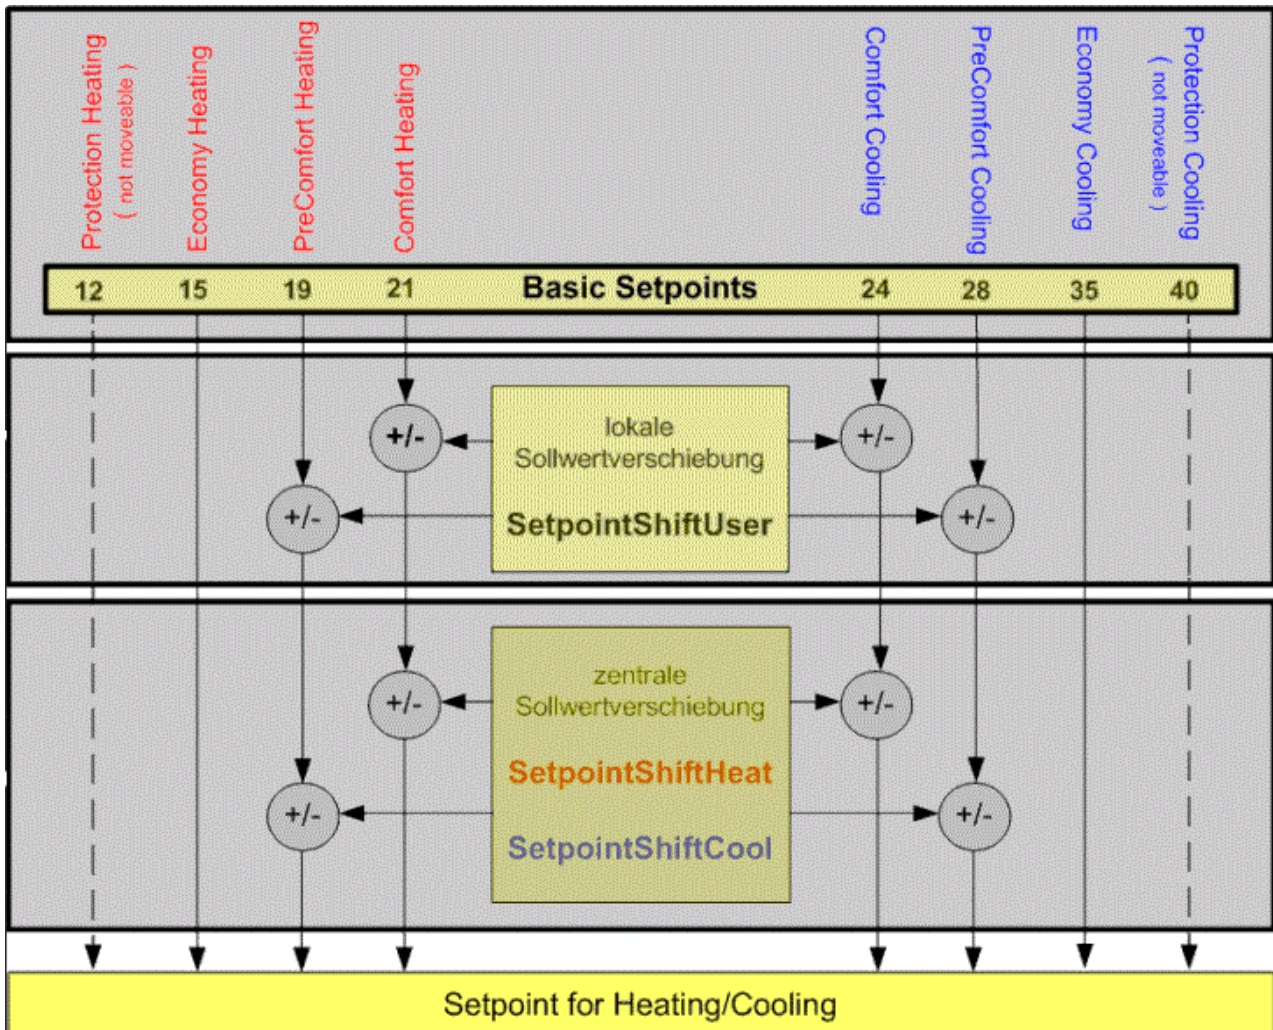 Protection Heating
( not moveable )
Economy Heating
PreComfort Heating
Comfort Heating
Comfort Cooling
PreComfort Cooling
Economy Cooling
Protection Cooling
( not moveable )
12 15 19 21 Basic Setpoints 24 28 35 40
lokale
+/- +/-
Sollwertverschiebung
+/- SetpointShiftUser +/-
zentrale
+/- Sollwertverschiebung +/-
SetpointShiftHeat
+/- +/-
SetpointShiftCool
Setpoint for Heating/Cooling